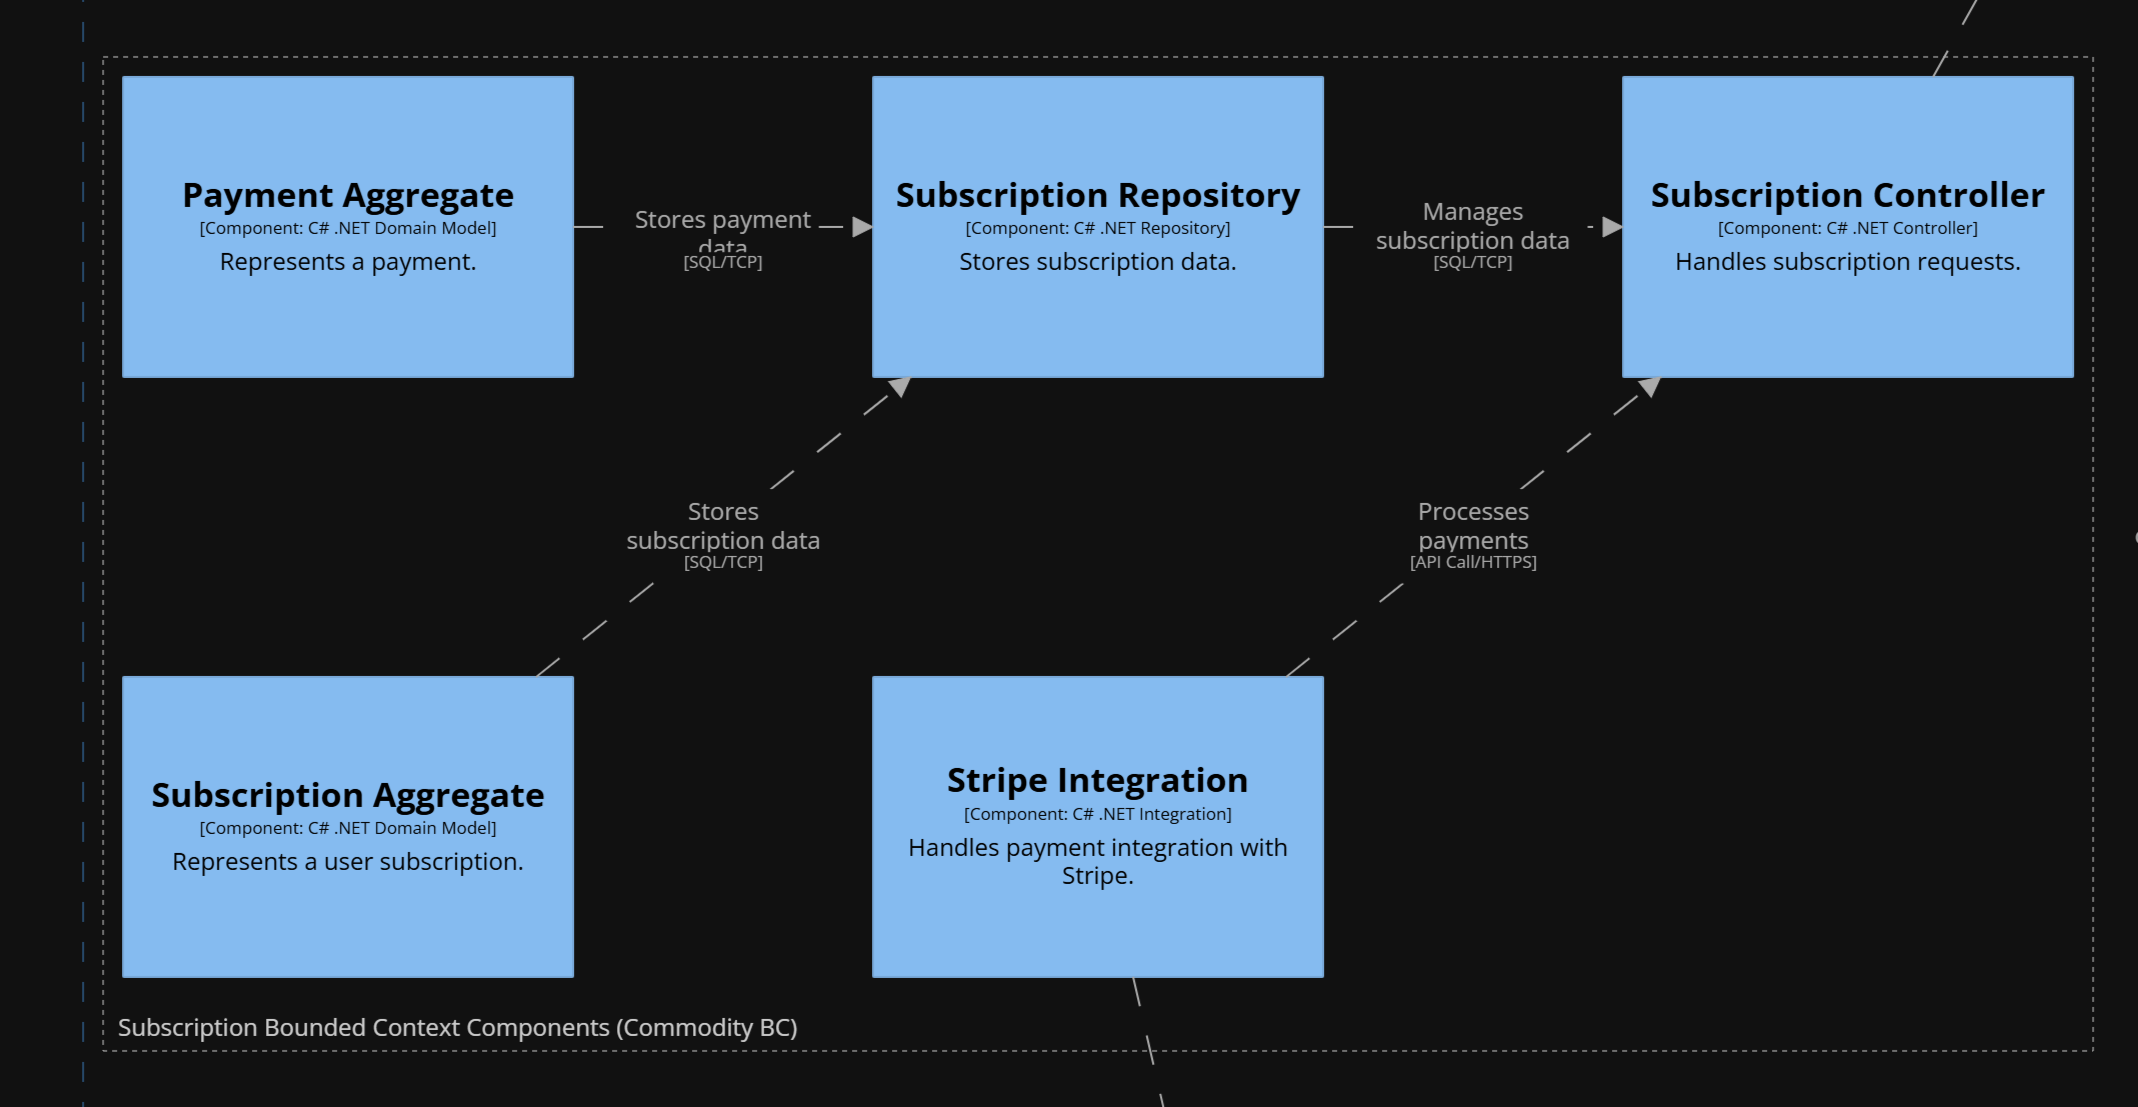 Payment Aggregate
[Component: C# .NET Domain Model]
Represents a payment.
Stores payment
data
[SQL/TCP]
Subscription Repository
[Component: C# .NET Repository]
Stores subscription data.
Manages
subscription data
[SQL/TCP]
Subscription Controller
[Component: C# .NET Controller]
Handles subscription requests.
Stores
subscription data
[SQL/TCP]
Processes
payments
[API Call/HTTPS]
Subscription Aggregate
[Component: C# .NET Domain Model]
Represents a user subscription.
Stripe Integration
[Component: C# .NET Integration]
Handles payment integration with
Stripe.
Subscription Bounded Context Components (Commodity BC)